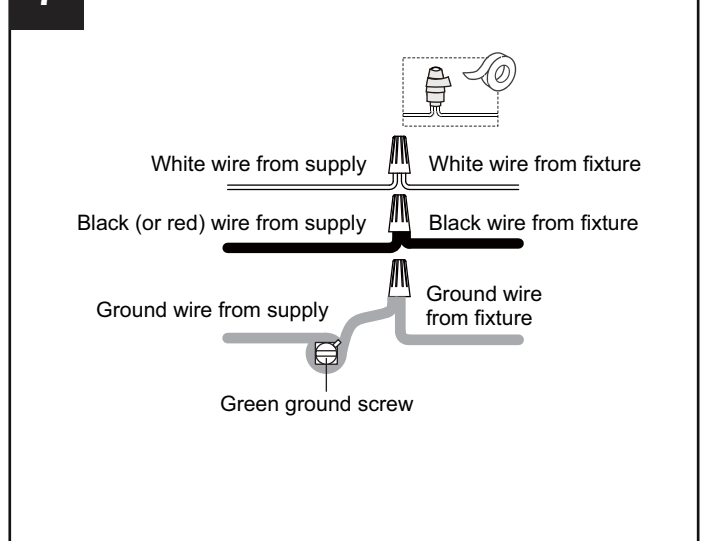 White wire from supply White wire from fixture
Black (or red) wire from supply Black wire from fixture
Ground wire from supply
Ground wire
from fixture
Green ground screw